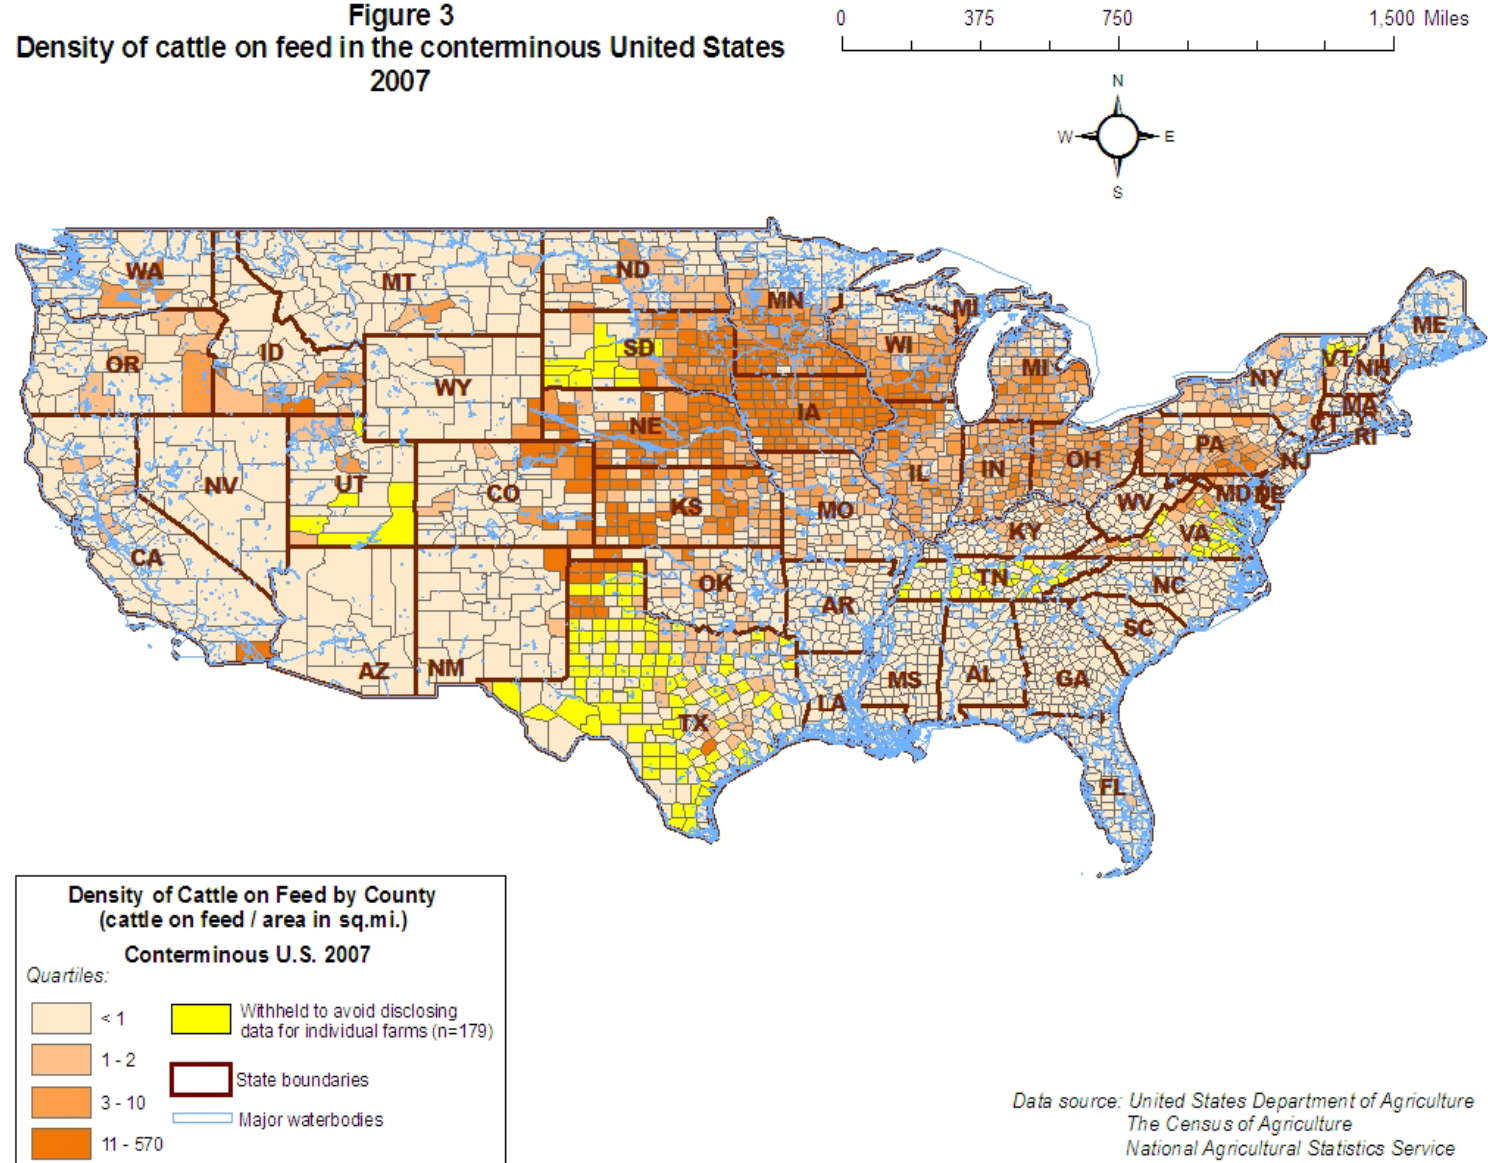 Figure 3
Density of cattle on feed in the conterminous United States
2007
0 375 750 1,500 Miles
N
W E
S
WA
MT
ND
MN
MI
ME
OR
ID
WY
SD
WI
MI
NY
VT
NH
MA
CT
RI
NV
UT
CO
NE
IA
IL
IN
OH
PA
NJ
CA
KS
MO
WV
MD
DE
KY
VA
AZ
NM
OK
AR
TN
NC
SC
TX
LA
MS
AL
GA
FL
Density of Cattle on Feed by County
(cattle on feed / area in sq.mi.)
Conterminous U.S. 2007
Quartiles:
< 1
1 - 2
3 - 10
11 - 570
Withheld to avoid disclosing
data for individual farms (n=179)
State boundaries
Major waterbodies
Data source: United States Department of Agriculture
The Census of Agriculture
National Agricultural Statistics Service